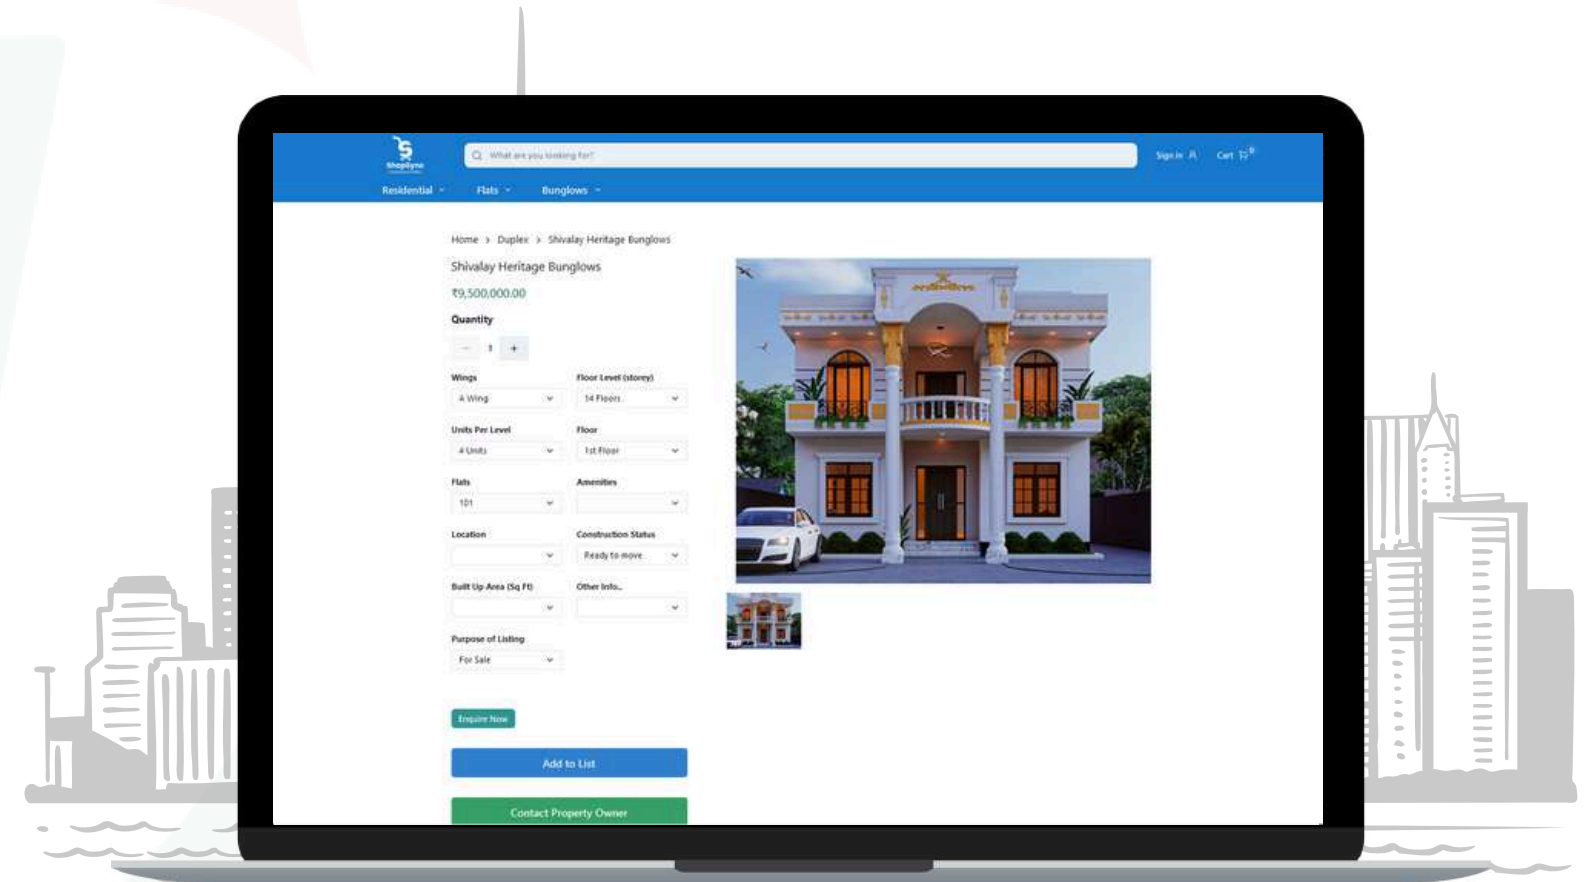 ShopSync
What are you looking for?
Sign in
Cart 0
Residential Flats Bunglows
Home > Duplex > Shivalay Heritage Bunglows
Shivalay Heritage Bunglows
₹9,500,000.00
Quantity
− 1 +
Wings Floor Level (storey)
A Wing 14 Floors
Units Per Level Floor
4 Units 1st Floor
Flats Amenities
101
Location Construction Status
Ready to move
Built Up Area (Sq Ft) Other Info...
Purpose of Listing
For Sale
Enquire Now
Add to List
Contact Property Owner